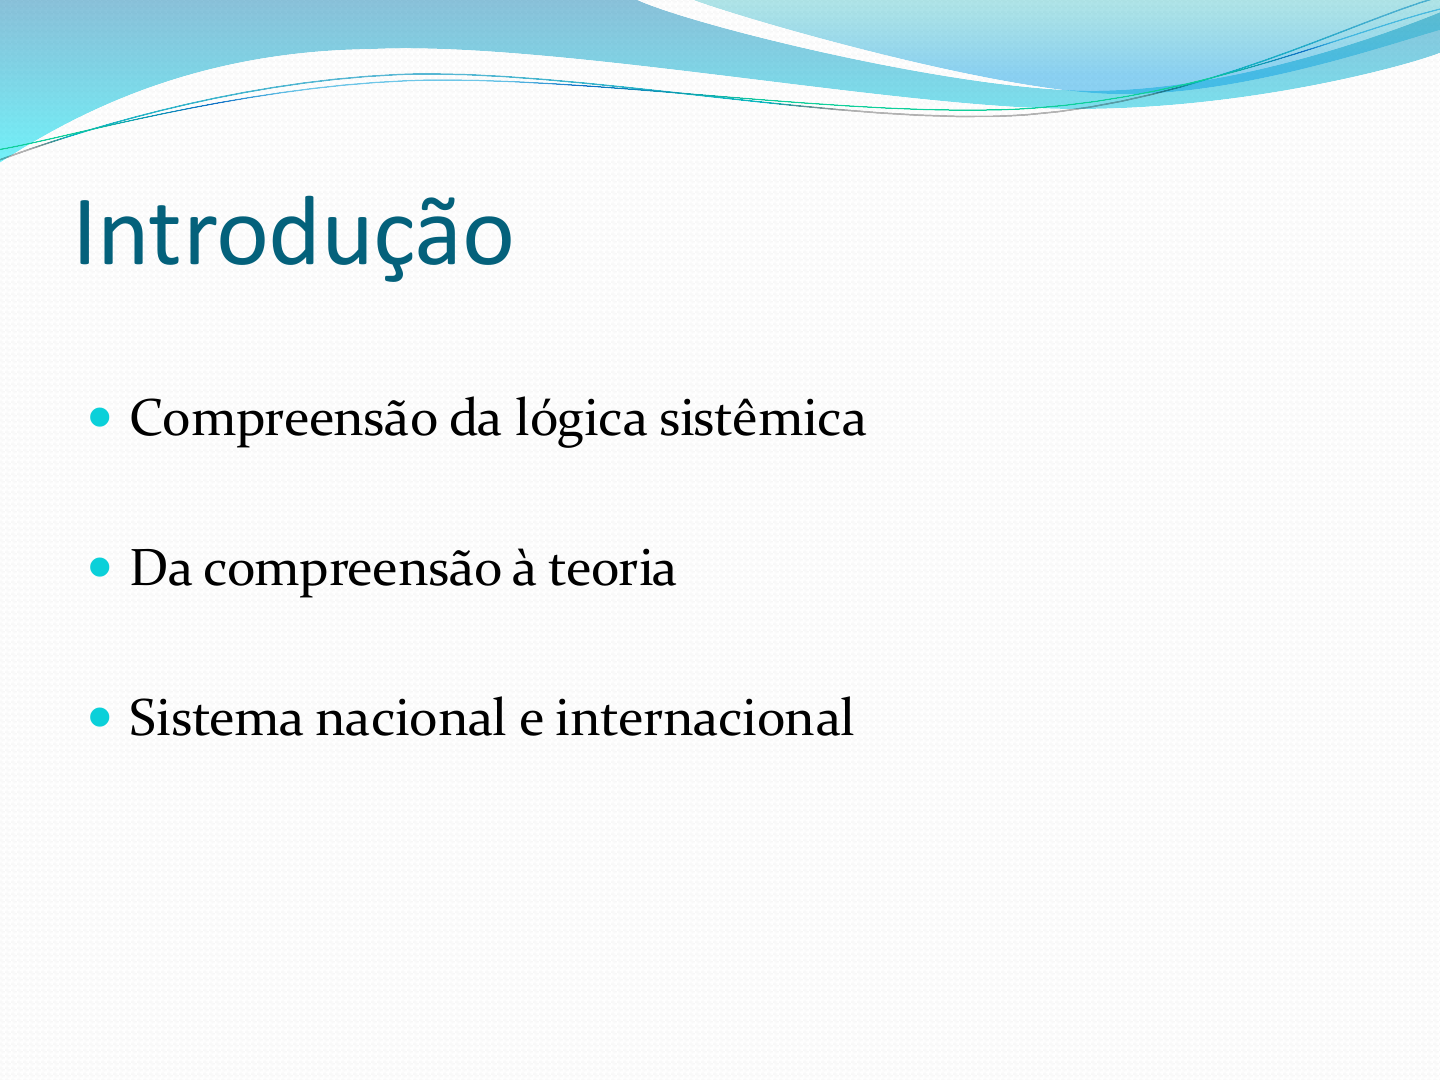 Introdução
• Compreensão da lógica sistêmica
• Da compreensão à teoria
• Sistema nacional e internacional